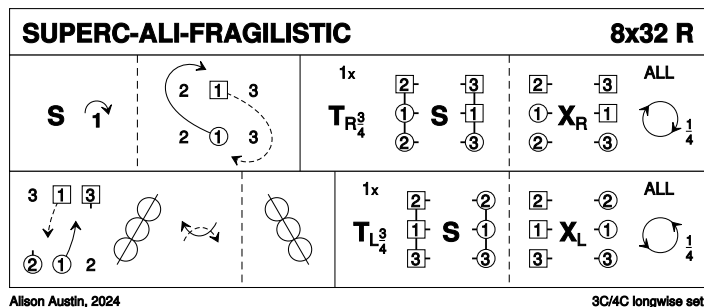 SUPERC-ALI-FRAGILISTIC 8x32 R
S 1 2 1 3 1x 2 3 2 3 ALL
T R 3/4 1 S 1 1 X R 1 1/4
2 1 3 2 3 2 3
3 1 3 1x 2 2 2 2 ALL
T L 3/4 1 S 1 1 X L 1 1/4
2 1 2 3 3 3 3
Alison Austin, 2024 3C/4C longwise set